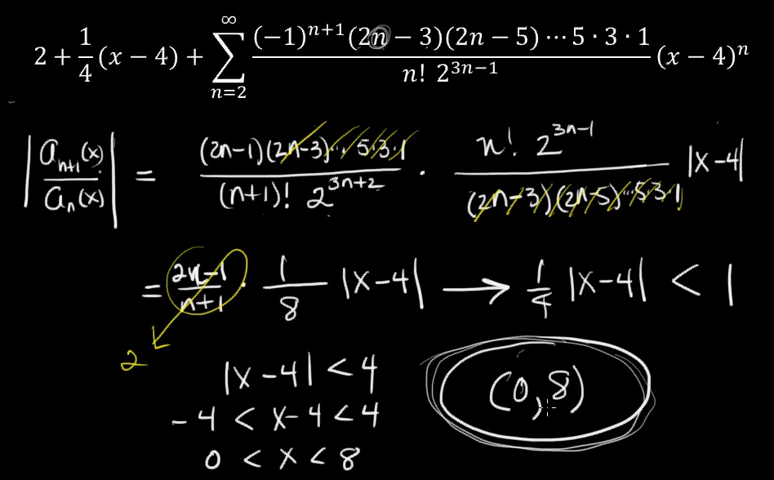 2 + 1/4 (x − 4) + ∑_{n=2}^{∞} (−1)^{n+1}(2n − 3)(2n − 5) ⋯ 5 · 3 · 1 / n! 2^{3n−1} (x − 4)^n
|a_{n+1}(x) / a_n(x)| = (2n−1)(2n−3)⋯5·3·1 / (n+1)! 2^{3n+2} · n! 2^{3n−1} / (2n−3)(2n−5)⋯5·3·1 |x−4|
= 2n−1 / n+1 · 1/8 |x−4| ⟶ 1/4 |x−4| < 1
2
|x−4| < 4
(0,8)
−4 < x−4 < 4
0 < x < 8